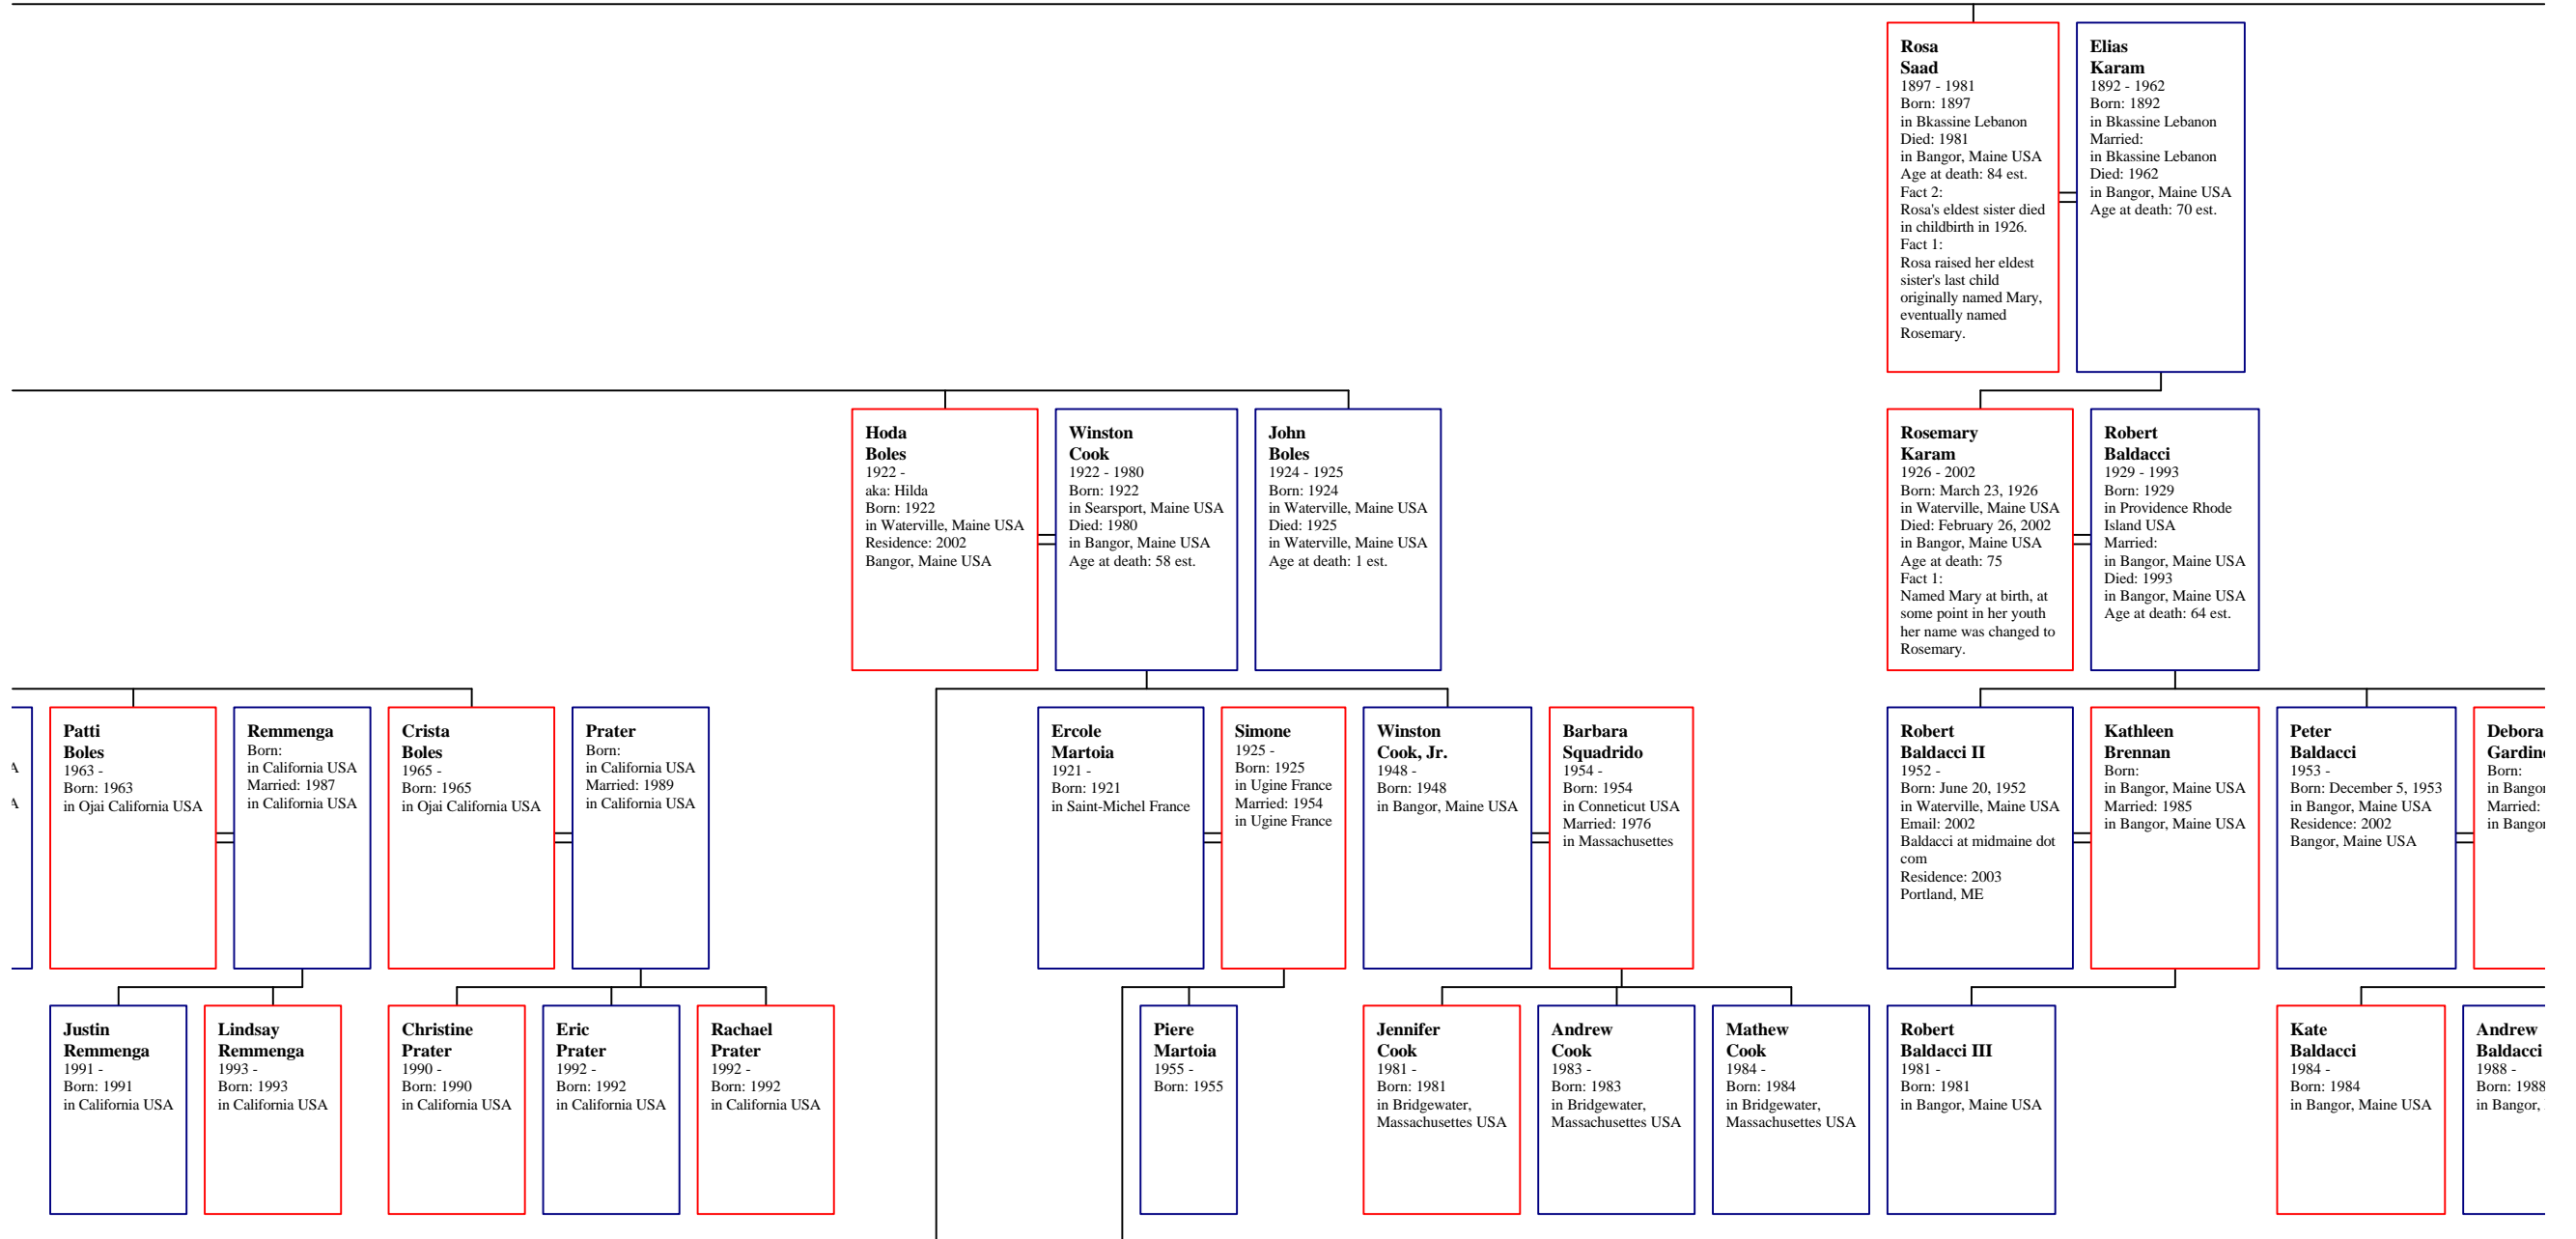 Rosa
Saad
1897 - 1981
Born: 1897
in Bkassine Lebanon
Died: 1981
in Bangor, Maine USA
Age at death: 84 est.
Fact 2:
Rosa's eldest sister died
in childbirth in 1926.
Fact 1:
Rosa raised her eldest
sister's last child
originally named Mary,
eventually named
Rosemary.
Elias
Karam
1892 - 1962
Born: 1892
in Bkassine Lebanon
Married:
in Bkassine Lebanon
Died: 1962
in Bangor, Maine USA
Age at death: 70 est.
Hoda
Boles
1922 -
aka: Hilda
Born: 1922
in Waterville, Maine USA
Residence: 2002
Bangor, Maine USA
Winston
Cook
1922 - 1980
Born: 1922
in Searsport, Maine USA
Died: 1980
in Bangor, Maine USA
Age at death: 58 est.
John
Boles
1924 - 1925
Born: 1924
in Waterville, Maine USA
Died: 1925
in Waterville, Maine USA
Age at death: 1 est.
Rosemary
Karam
1926 - 2002
Born: March 23, 1926
in Waterville, Maine USA
Died: February 26, 2002
in Bangor, Maine USA
Age at death: 75
Fact 1:
Named Mary at birth, at
some point in her youth
her name was changed to
Rosemary.
Robert
Baldacci
1929 - 1993
Born: 1929
in Providence Rhode
Island USA
Married:
in Bangor, Maine USA
Died: 1993
in Bangor, Maine USA
Age at death: 64 est.
A
A
Patti
Boles
1963 -
Born: 1963
in Ojai California USA
Remmenga
Born:
in California USA
Married: 1987
in California USA
Crista
Boles
1965 -
Born: 1965
in Ojai California USA
Prater
Born:
in California USA
Married: 1989
in California USA
Ercole
Martoia
1921 -
Born: 1921
in Saint-Michel France
Simone
1925 -
Born: 1925
in Ugine France
Married: 1954
in Ugine France
Winston
Cook, Jr.
1948 -
Born: 1948
in Bangor, Maine USA
Barbara
Squadrido
1954 -
Born: 1954
in Conneticut USA
Married: 1976
in Massachusettes
Robert
Baldacci II
1952 -
Born: June 20, 1952
in Waterville, Maine USA
Email: 2002
Baldacci at midmaine dot
com
Residence: 2003
Portland, ME
Kathleen
Brennan
Born:
in Bangor, Maine USA
Married: 1985
in Bangor, Maine USA
Peter
Baldacci
1953 -
Born: December 5, 1953
in Bangor, Maine USA
Residence: 2002
Bangor, Maine USA
Debora
Gardin
Born:
in Bango
Married:
in Bango
Justin
Remmenga
1991 -
Born: 1991
in California USA
Lindsay
Remmenga
1993 -
Born: 1993
in California USA
Christine
Prater
1990 -
Born: 1990
in California USA
Eric
Prater
1992 -
Born: 1992
in California USA
Rachael
Prater
1992 -
Born: 1992
in California USA
Piere
Martoia
1955 -
Born: 1955
Jennifer
Cook
1981 -
Born: 1981
in Bridgewater,
Massachusettes USA
Andrew
Cook
1983 -
Born: 1983
in Bridgewater,
Massachusettes USA
Mathew
Cook
1984 -
Born: 1984
in Bridgewater,
Massachusettes USA
Robert
Baldacci III
1981 -
Born: 1981
in Bangor, Maine USA
Kate
Baldacci
1984 -
Born: 1984
in Bangor, Maine USA
Andrew
Baldacci
1988 -
Born: 1988
in Bangor,